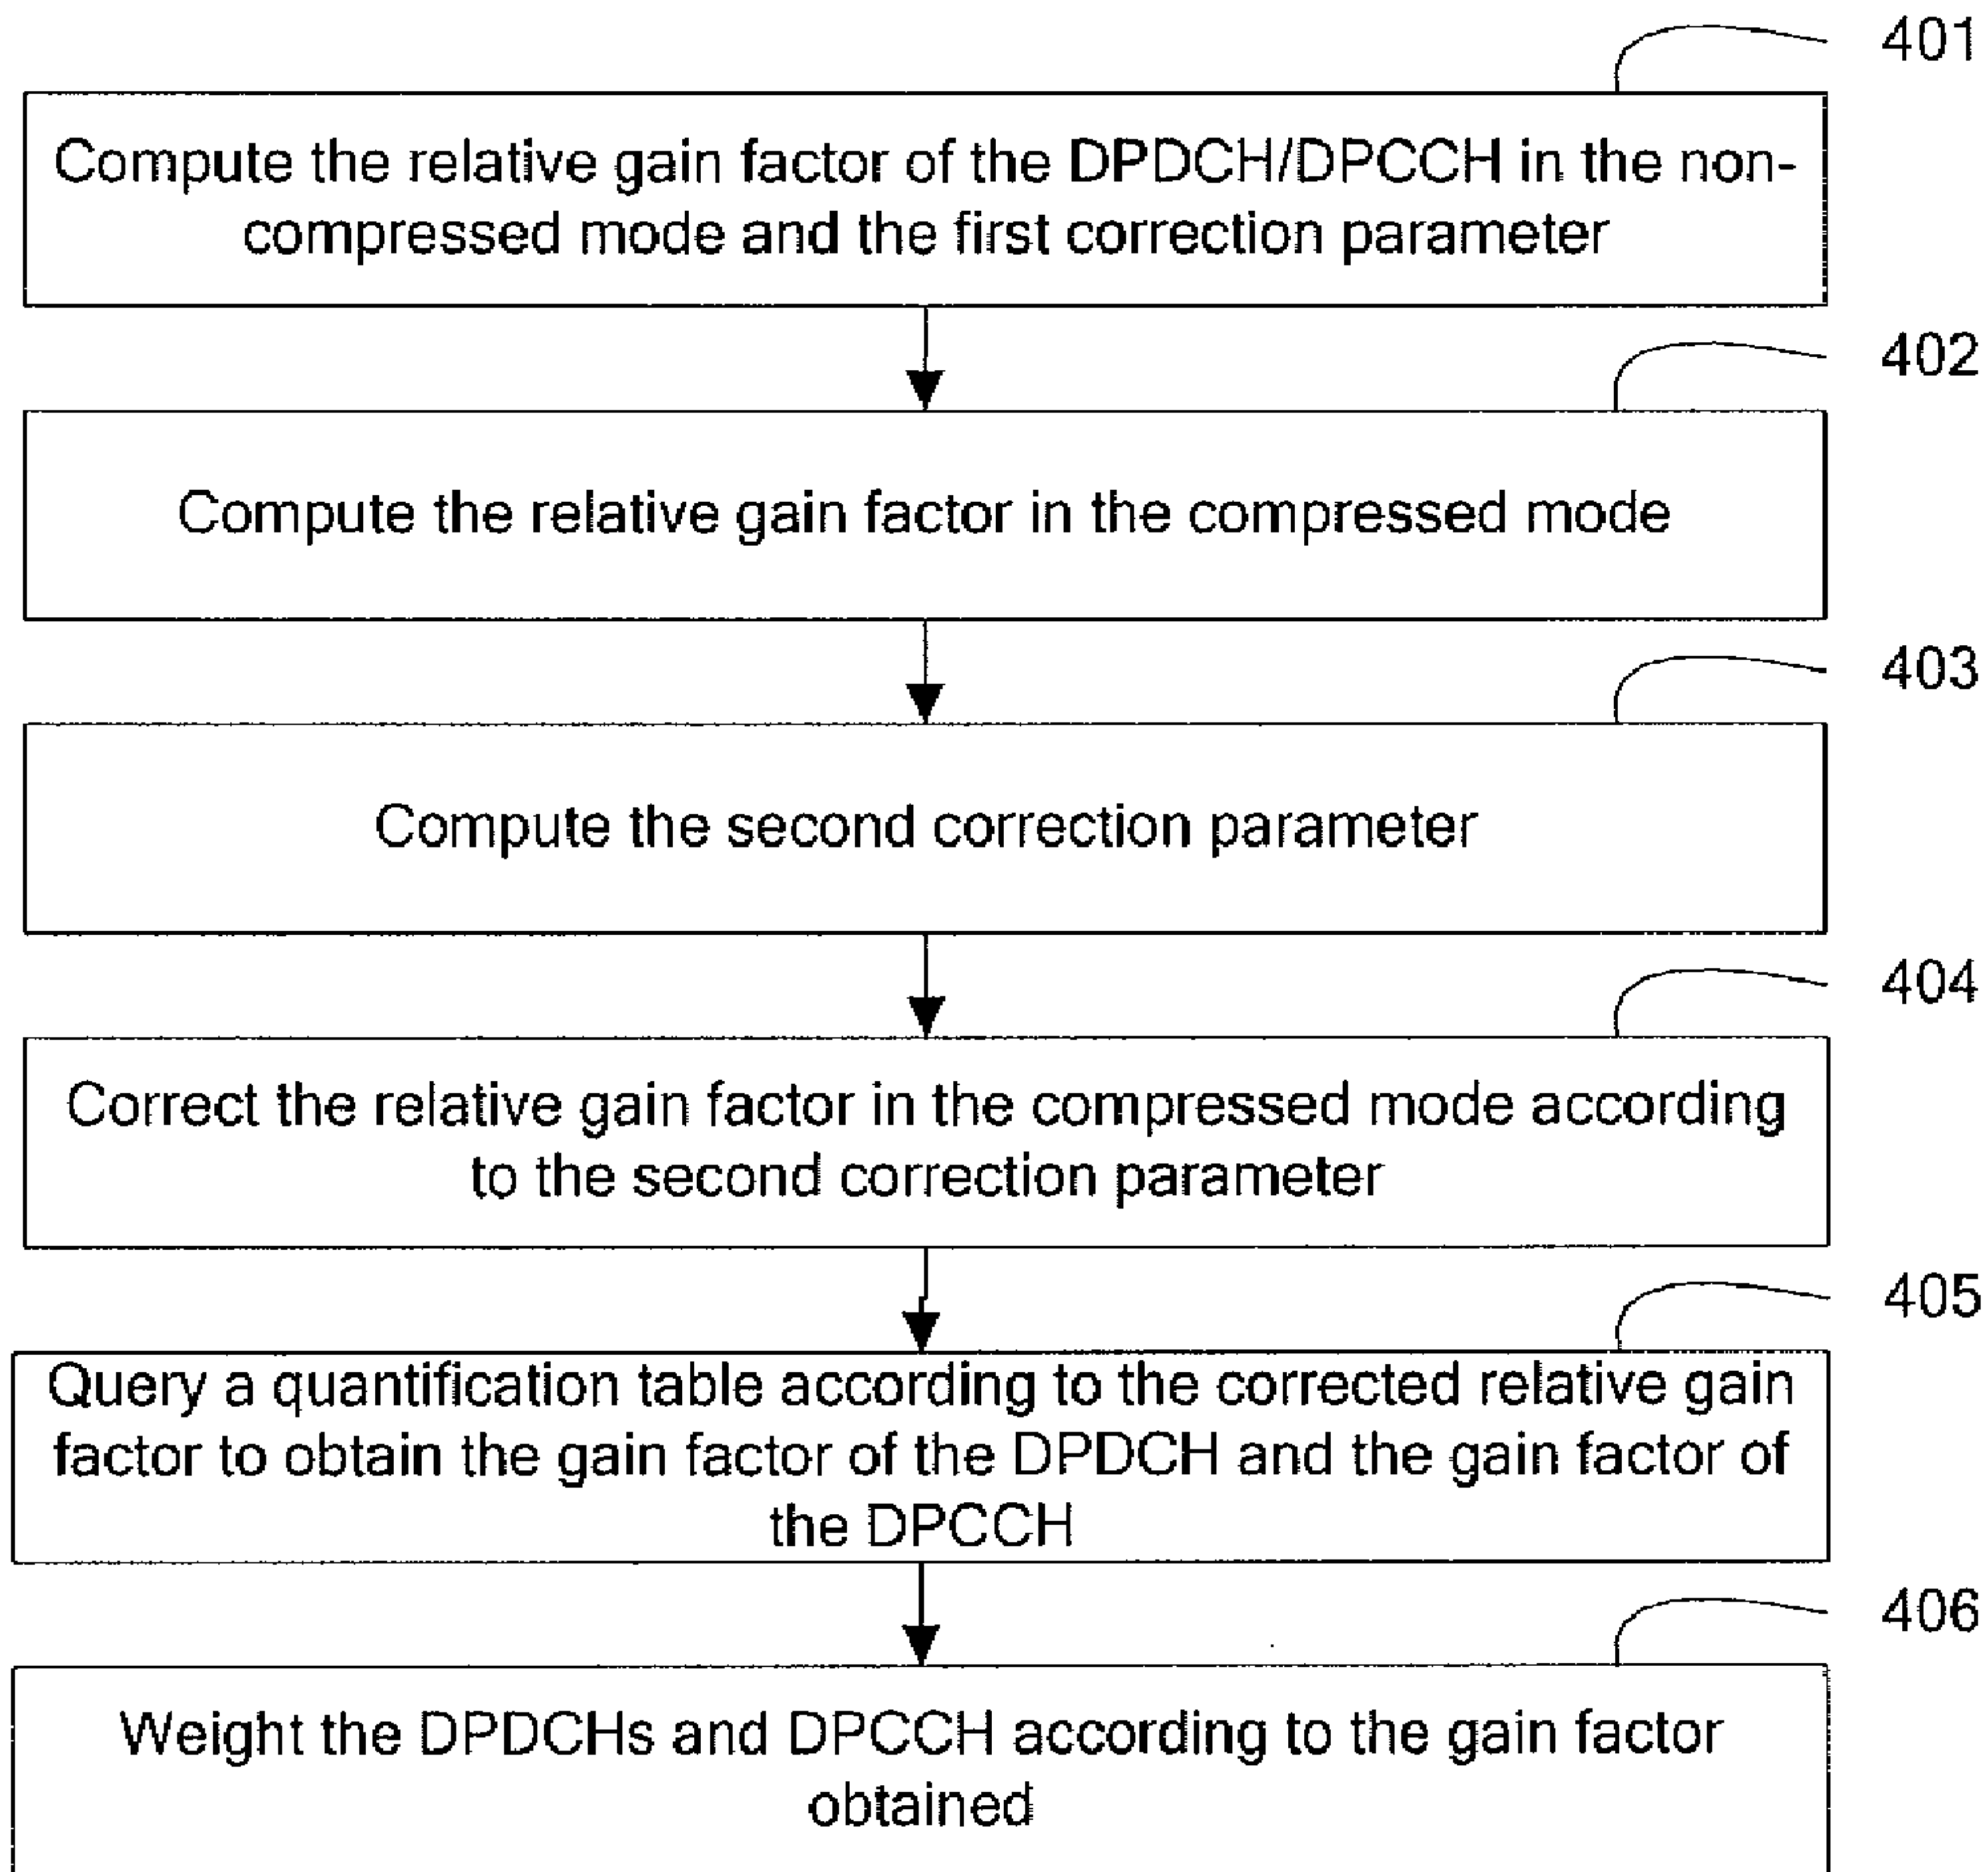 401
Compute the relative gain factor of the DPDCH/DPCCH in the non-
compressed mode and the first correction parameter
402
Compute the relative gain factor in the compressed mode
403
Compute the second correction parameter
404
Correct the relative gain factor in the compressed mode according
to the second correction parameter
405
Query a quantification table according to the corrected relative gain
factor to obtain the gain factor of the DPDCH and the gain factor of
the DPCCH
406
Weight the DPDCHs and DPCCH according to the gain factor
obtained